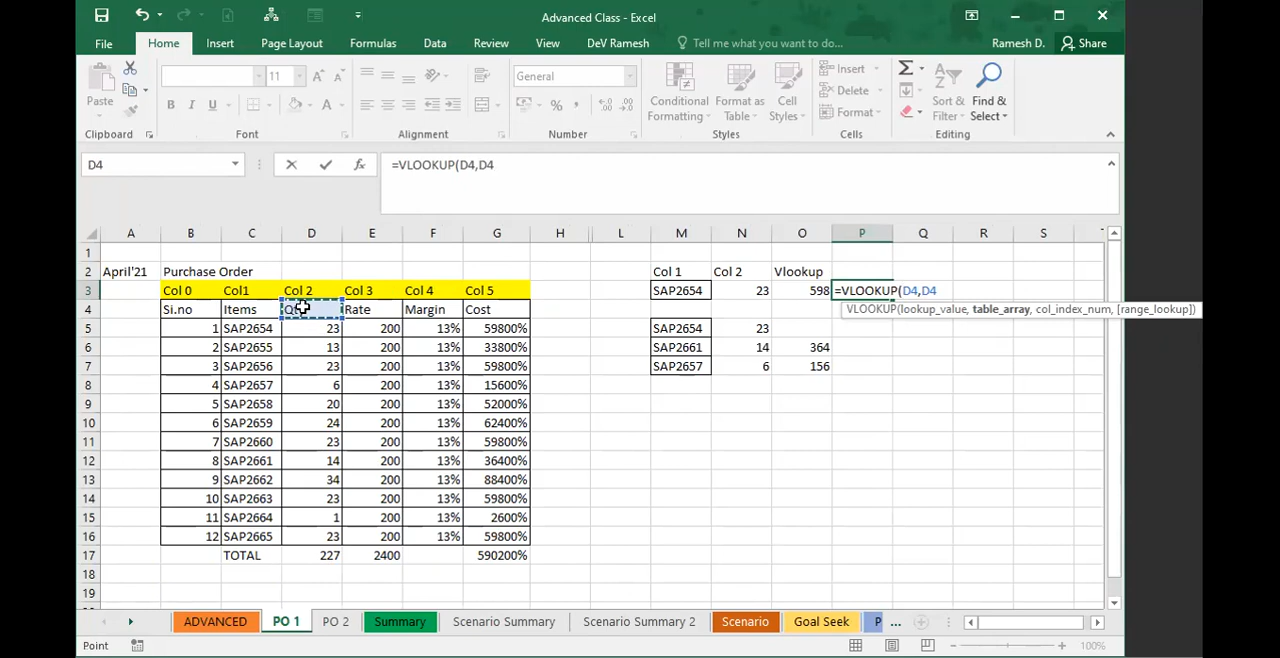 Advanced Class - Excel
File Home Insert Page Layout Formulas Data Review View DeV Ramesh Tell me what you want to do... Ramesh D. Share
Paste 11 General Conditional Formatting Format as Table Cell Styles Insert Delete Format Sort & Filter Find & Select
B I U A % ,
Clipboard Font Alignment Number Styles Cells Editing
D4 fx =VLOOKUP(D4,D4
A B C D E F G H L M N O P Q R S T
1
2 April'21 Purchase Order Col 1 Col 2 Vlookup
3 Col 0 Col1 Col 2 Col 3 Col 4 Col 5 SAP2654 23 598 =VLOOKUP(D4,D4
4 Si.no Items Rate Margin Cost VLOOKUP(lookup_value, table_array, col_index_num, [range_lookup])
5 1 SAP2654 23 200 13% 59800% SAP2654 23
6 2 SAP2655 13 200 13% 33800% SAP2661 14 364
7 3 SAP2656 23 200 13% 59800% SAP2657 6 156
8 4 SAP2657 6 200 13% 15600%
9 5 SAP2658 20 200 13% 52000%
10 6 SAP2659 24 200 13% 62400%
11 7 SAP2660 23 200 13% 59800%
12 8 SAP2661 14 200 13% 36400%
13 9 SAP2662 34 200 13% 88400%
14 10 SAP2663 23 200 13% 59800%
15 11 SAP2664 1 200 13% 2600%
16 12 SAP2665 23 200 13% 59800%
17 TOTAL 227 2400 590200%
18
19
ADVANCED PO 1 PO 2 Summary Scenario Summary Scenario Summary 2 Scenario Goal Seek P ...
Point 100%